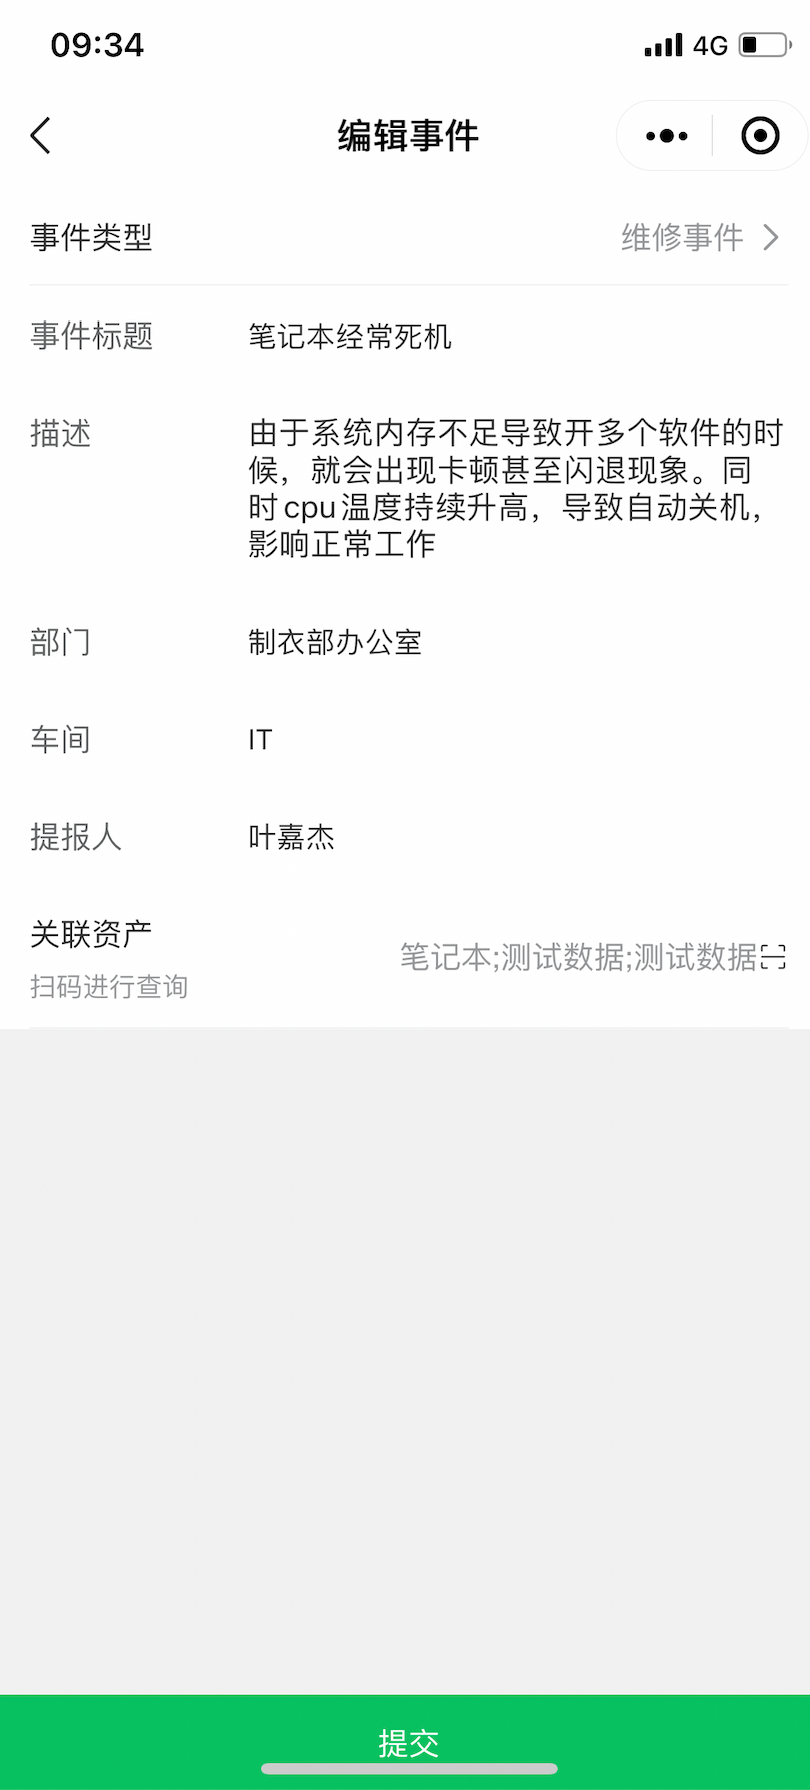 09:34
4G
编辑事件
事件类型 维修事件
事件标题 笔记本经常死机
描述 由于系统内存不足导致开多个软件的时
候，就会出现卡顿甚至闪退现象。同
时cpu温度持续升高，导致自动关机，
影响正常工作
部门 制衣部办公室
车间 IT
提报人 叶嘉杰
关联资产 笔记本;测试数据;测试数据
扫码进行查询
提交